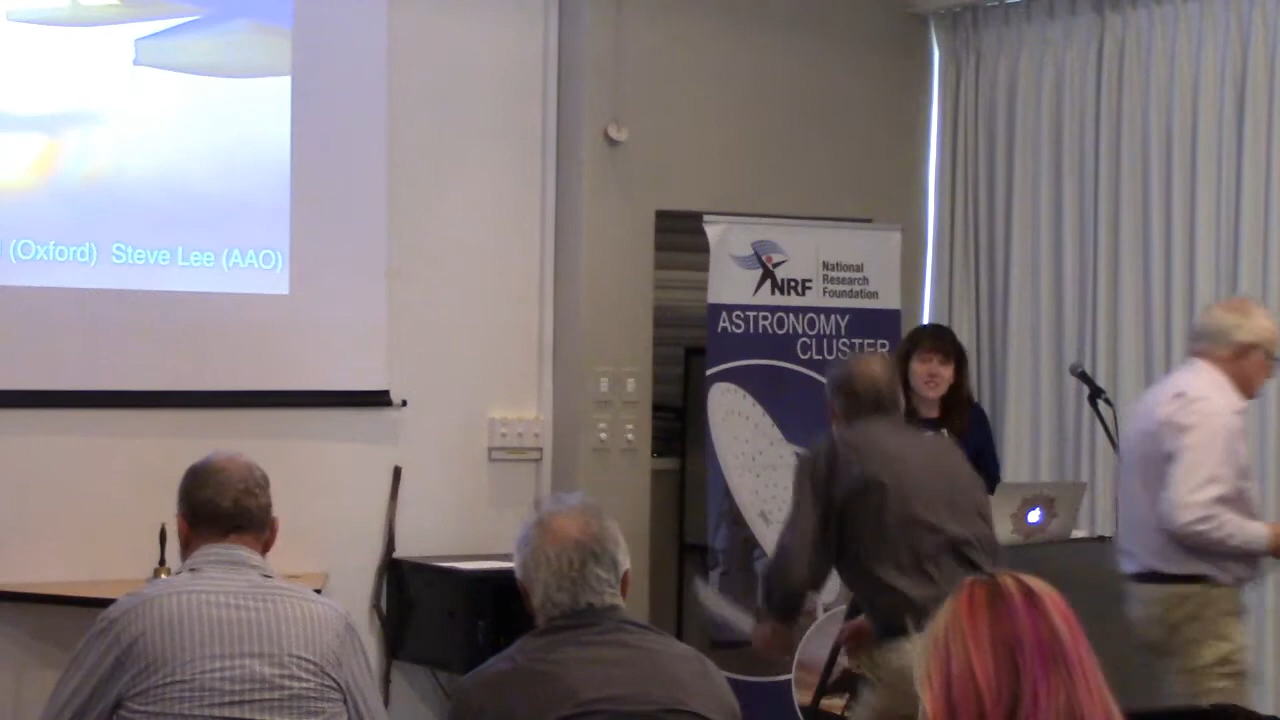 (Oxford) Steve Lee (AAO)
NRF
National
Research
Foundation
ASTRONOMY
CLUSTER